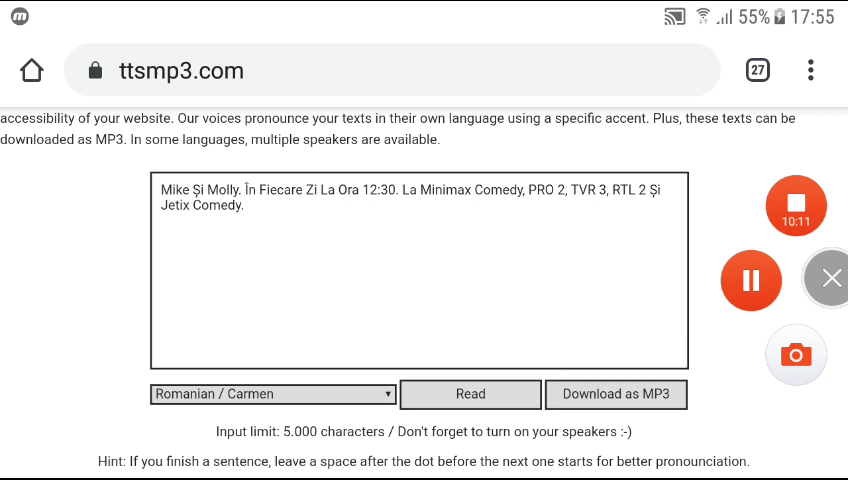 55% 17:55
ttsmp3.com 27
accessibility of your website. Our voices pronounce your texts in their own language using a specific accent. Plus, these texts can be
downloaded as MP3. In some languages, multiple speakers are available.
Mike Și Molly. În Fiecare Zi La Ora 12:30. La Minimax Comedy, PRO 2, TVR 3, RTL 2 Și
Jetix Comedy.
10:11
Romanian / Carmen
Read
Download as MP3
Input limit: 5.000 characters / Don't forget to turn on your speakers :-)
Hint: If you finish a sentence, leave a space after the dot before the next one starts for better pronounciation.